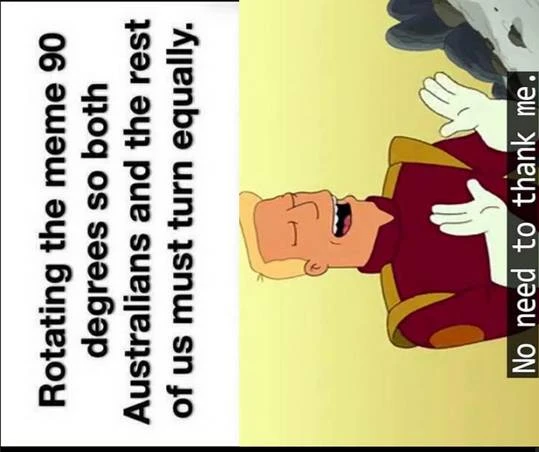 Rotating the meme 90
degrees so both
Australians and the rest
of us must turn equally.
No need to thank me.